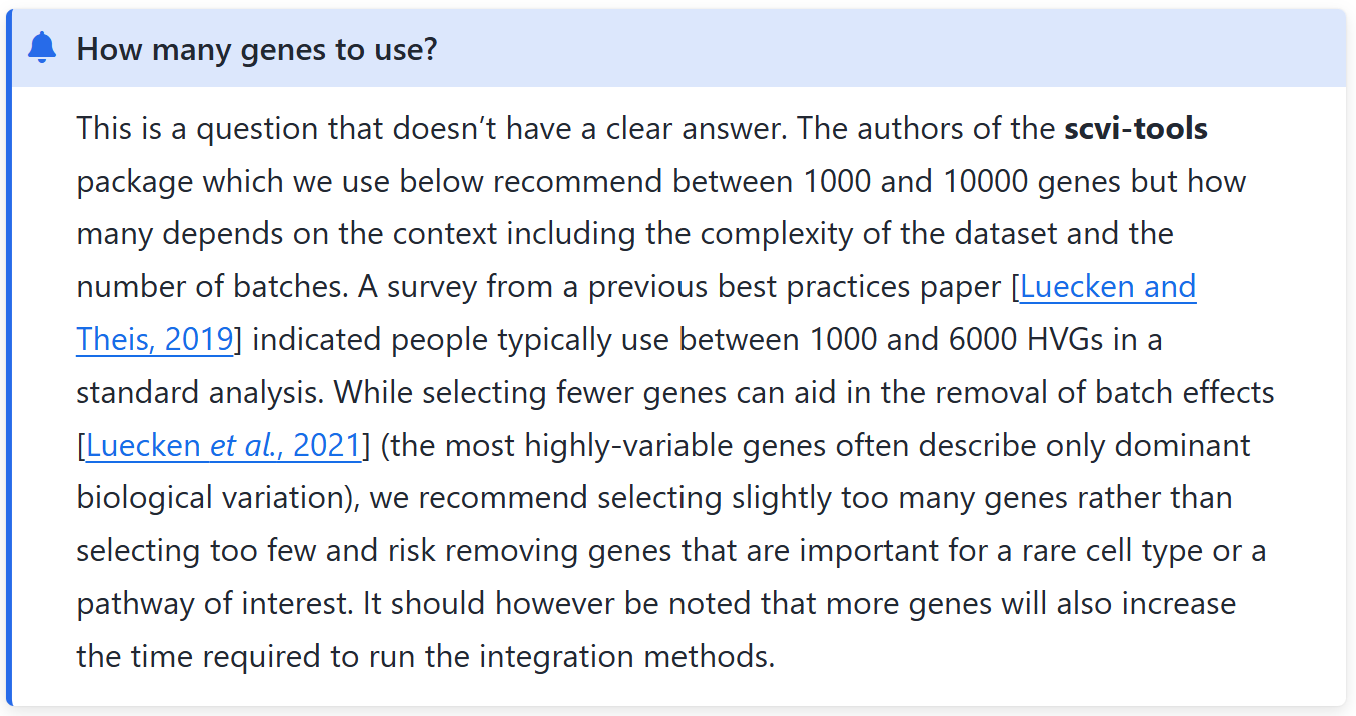 How many genes to use?
This is a question that doesn’t have a clear answer. The authors of the scvi-tools
package which we use below recommend between 1000 and 10000 genes but how
many depends on the context including the complexity of the dataset and the
number of batches. A survey from a previous best practices paper [Luecken and
Theis, 2019] indicated people typically use between 1000 and 6000 HVGs in a
standard analysis. While selecting fewer genes can aid in the removal of batch effects
[Luecken et al., 2021] (the most highly-variable genes often describe only dominant
biological variation), we recommend selecting slightly too many genes rather than
selecting too few and risk removing genes that are important for a rare cell type or a
pathway of interest. It should however be noted that more genes will also increase
the time required to run the integration methods.